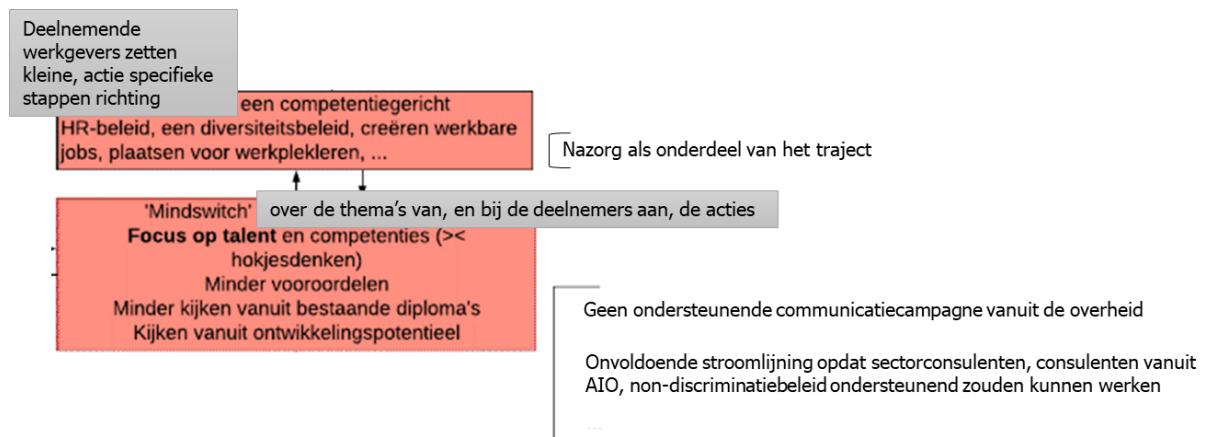 Deelnemende
werkgevers zetten
kleine, actie specifieke
stappen richting
een competentiegericht
HR-beleid, een diversiteitsbeleid, creëren werkbare
jobs, plaatsen voor werkplekleren, ...
Nazorg als onderdeel van het traject
'Mindswitch'
over de thema's van, en bij de deelnemers aan, de acties
Focus op talent en competenties (><
hokjesdenken)
Minder vooroordelen
Minder kijken vanuit bestaande diploma's
Kijken vanuit ontwikkelingspotentieel
Geen ondersteunende communicatiecampagne vanuit de overheid
Onvoldoende stroomlijning opdat sectorconsulenten, consulenten vanuit
AIO, non-discriminatiebeleid ondersteunend zouden kunnen werken
...